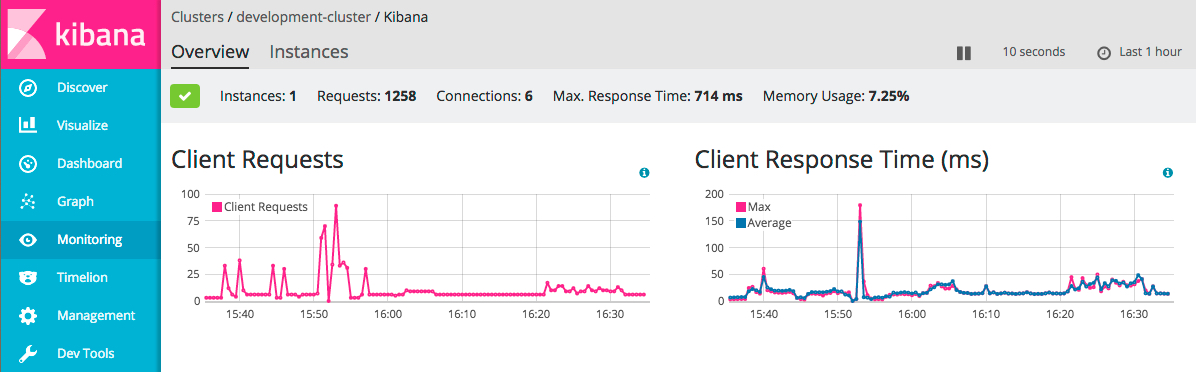 kibana
Discover
Visualize
Dashboard
Graph
Monitoring
Timelion
Management
Dev Tools
Clusters / development-cluster / Kibana
Overview Instances 10 seconds Last 1 hour
Instances: 1 Requests: 1258 Connections: 6 Max. Response Time: 714 ms Memory Usage: 7.25%
Client Requests
100
75
50
25
0
Client Requests
15:40 15:50 16:00 16:10 16:20 16:30
Client Response Time (ms)
200
150
100
50
0
Max
Average
15:40 15:50 16:00 16:10 16:20 16:30